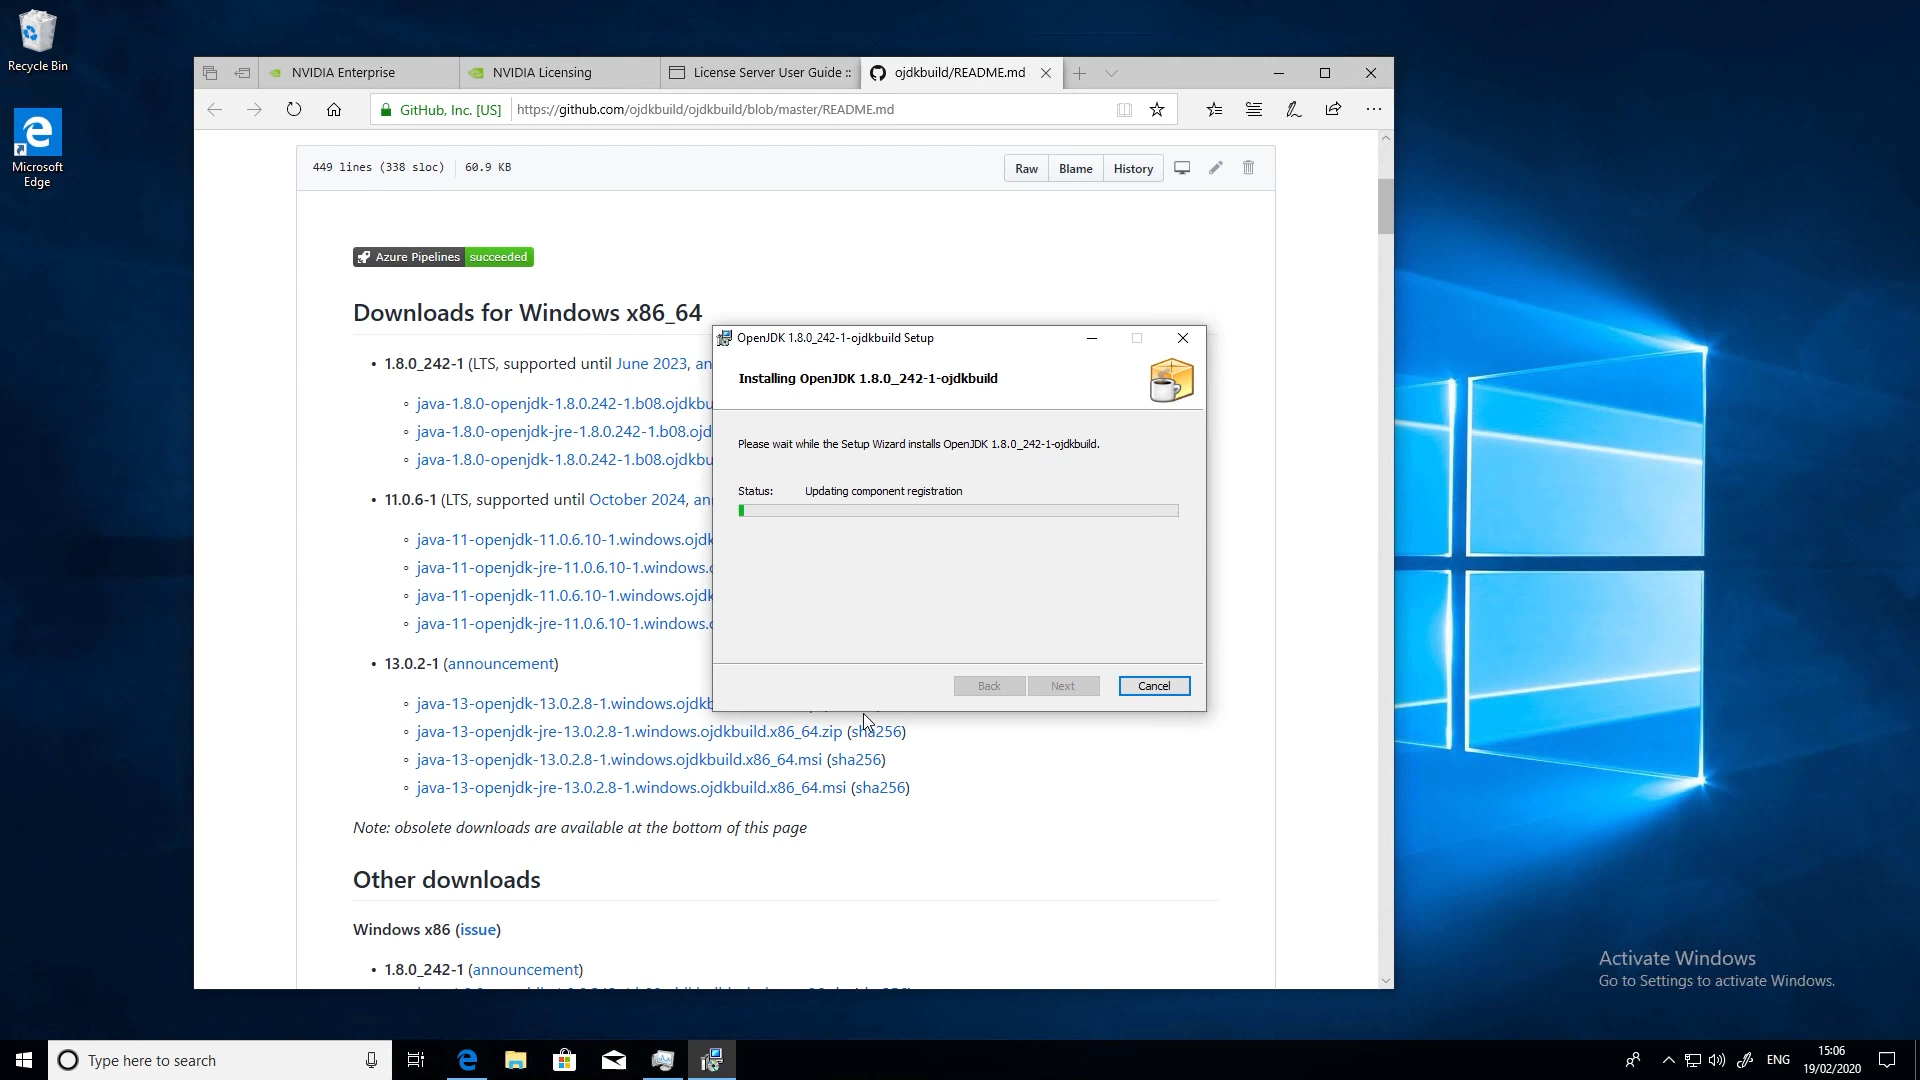 Recycle Bin
Microsoft
Edge
NVIDIA Enterprise
NVIDIA Licensing
License Server User Guide ::
ojdkbuild/README.md
GitHub, Inc. [US]
https://github.com/ojdkbuild/ojdkbuild/blob/master/README.md
449 lines (338 sloc)
60.9 KB
Raw
Blame
History
Azure Pipelines succeeded
Downloads for Windows x86_64
1.8.0_242-1 (LTS, supported until June 2023, an
java-1.8.0-openjdk-1.8.0.242-1.b08.ojdkbu
java-1.8.0-openjdk-jre-1.8.0.242-1.b08.ojd
java-1.8.0-openjdk-1.8.0.242-1.b08.ojdkbu
11.0.6-1 (LTS, supported until October 2024, an
java-11-openjdk-11.0.6.10-1.windows.ojdk
java-11-openjdk-jre-11.0.6.10-1.windows.
java-11-openjdk-11.0.6.10-1.windows.ojdk
java-11-openjdk-jre-11.0.6.10-1.windows.
13.0.2-1 (announcement)
java-13-openjdk-13.0.2.8-1.windows.ojdkb
java-13-openjdk-jre-13.0.2.8-1.windows.ojdkbuild.x86_64.zip (sha256)
java-13-openjdk-13.0.2.8-1.windows.ojdkbuild.x86_64.msi (sha256)
java-13-openjdk-jre-13.0.2.8-1.windows.ojdkbuild.x86_64.msi (sha256)
Note: obsolete downloads are available at the bottom of this page
Other downloads
Windows x86 (issue)
1.8.0_242-1 (announcement)
OpenJDK 1.8.0_242-1-ojdkbuild Setup
Installing OpenJDK 1.8.0_242-1-ojdkbuild
Please wait while the Setup Wizard installs OpenJDK 1.8.0_242-1-ojdkbuild.
Status: Updating component registration
Back
Next
Cancel
Activate Windows
Go to Settings to activate Windows.
Type here to search
ENG
15:06
19/02/2020